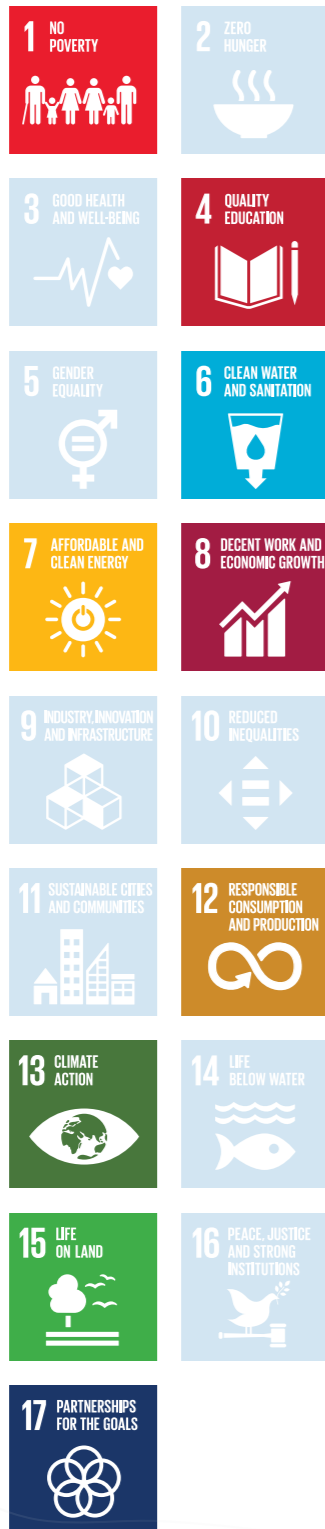 1 NO
POVERTY
2 ZERO
HUNGER
3 GOOD HEALTH
AND WELL-BEING
4 QUALITY
EDUCATION
5 GENDER
EQUALITY
6 CLEAN WATER
AND SANITATION
7 AFFORDABLE AND
CLEAN ENERGY
8 DECENT WORK AND
ECONOMIC GROWTH
9 INDUSTRY, INNOVATION
AND INFRASTRUCTURE
10 REDUCED
INEQUALITIES
11 SUSTAINABLE CITIES
AND COMMUNITIES
12 RESPONSIBLE
CONSUMPTION
AND PRODUCTION
13 CLIMATE
ACTION
14 LIFE
BELOW WATER
15 LIFE
ON LAND
16 PEACE, JUSTICE
AND STRONG
INSTITUTIONS
17 PARTNERSHIPS
FOR THE GOALS